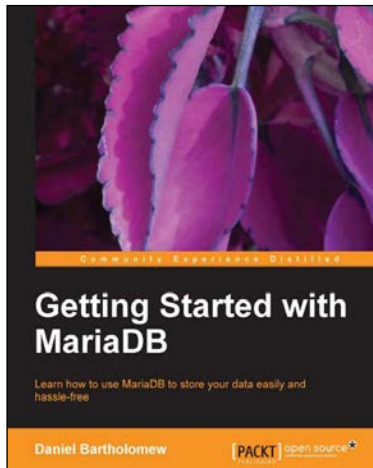 Community Experience Distilled
Getting Started with
MariaDB
Learn how to use MariaDB to store your data easily and
hassle-free
Daniel Bartholomew
[PACKT] open source*
PUBLISHING